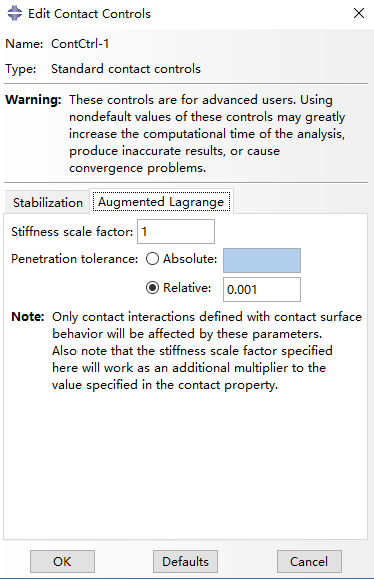 Edit Contact Controls
Name: ContCtrl-1
Type: Standard contact controls
Warning: These controls are for advanced users. Using
nondefault values of these controls may greatly
increase the computational time of the analysis,
produce inaccurate results, or cause
convergence problems.
Stabilization Augmented Lagrange
Stiffness scale factor: 1
Penetration tolerance: Absolute:
Relative: 0.001
Note: Only contact interactions defined with contact surface
behavior will be affected by these parameters.
Also note that the stiffness scale factor specified
here will work as an additional multiplier to the
value specified in the contact property.
OK Defaults Cancel